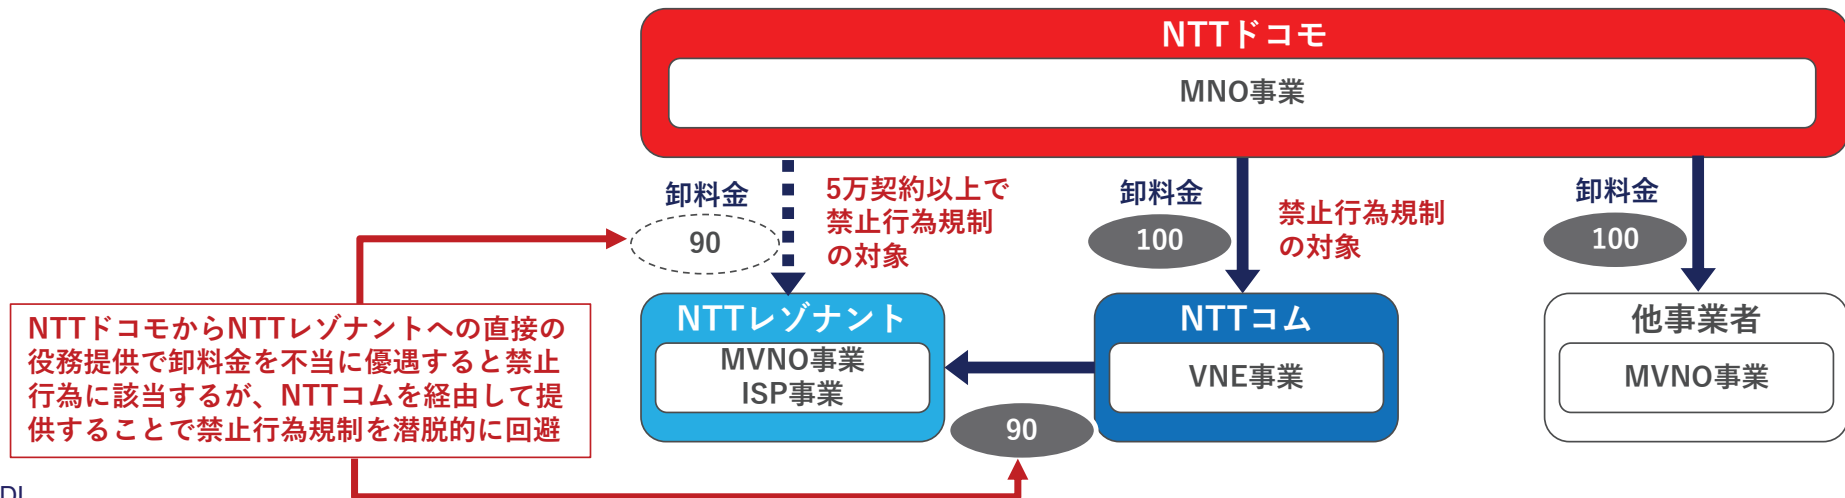 NTTドコモ
MNO事業
卸料金
90
5万契約以上で
禁止行為規制
の対象
卸料金
100
禁止行為規制
の対象
卸料金
100
NTTドコモからNTTレゾナントへの直接の
役務提供で卸料金を不当に優遇すると禁止
行為に該当するが、NTTコムを経由して提
供することで禁止行為規制を潜脱的に回避
NTTレゾナント
MVNO事業
ISP事業
NTTコム
VNE事業
他事業者
MVNO事業
90